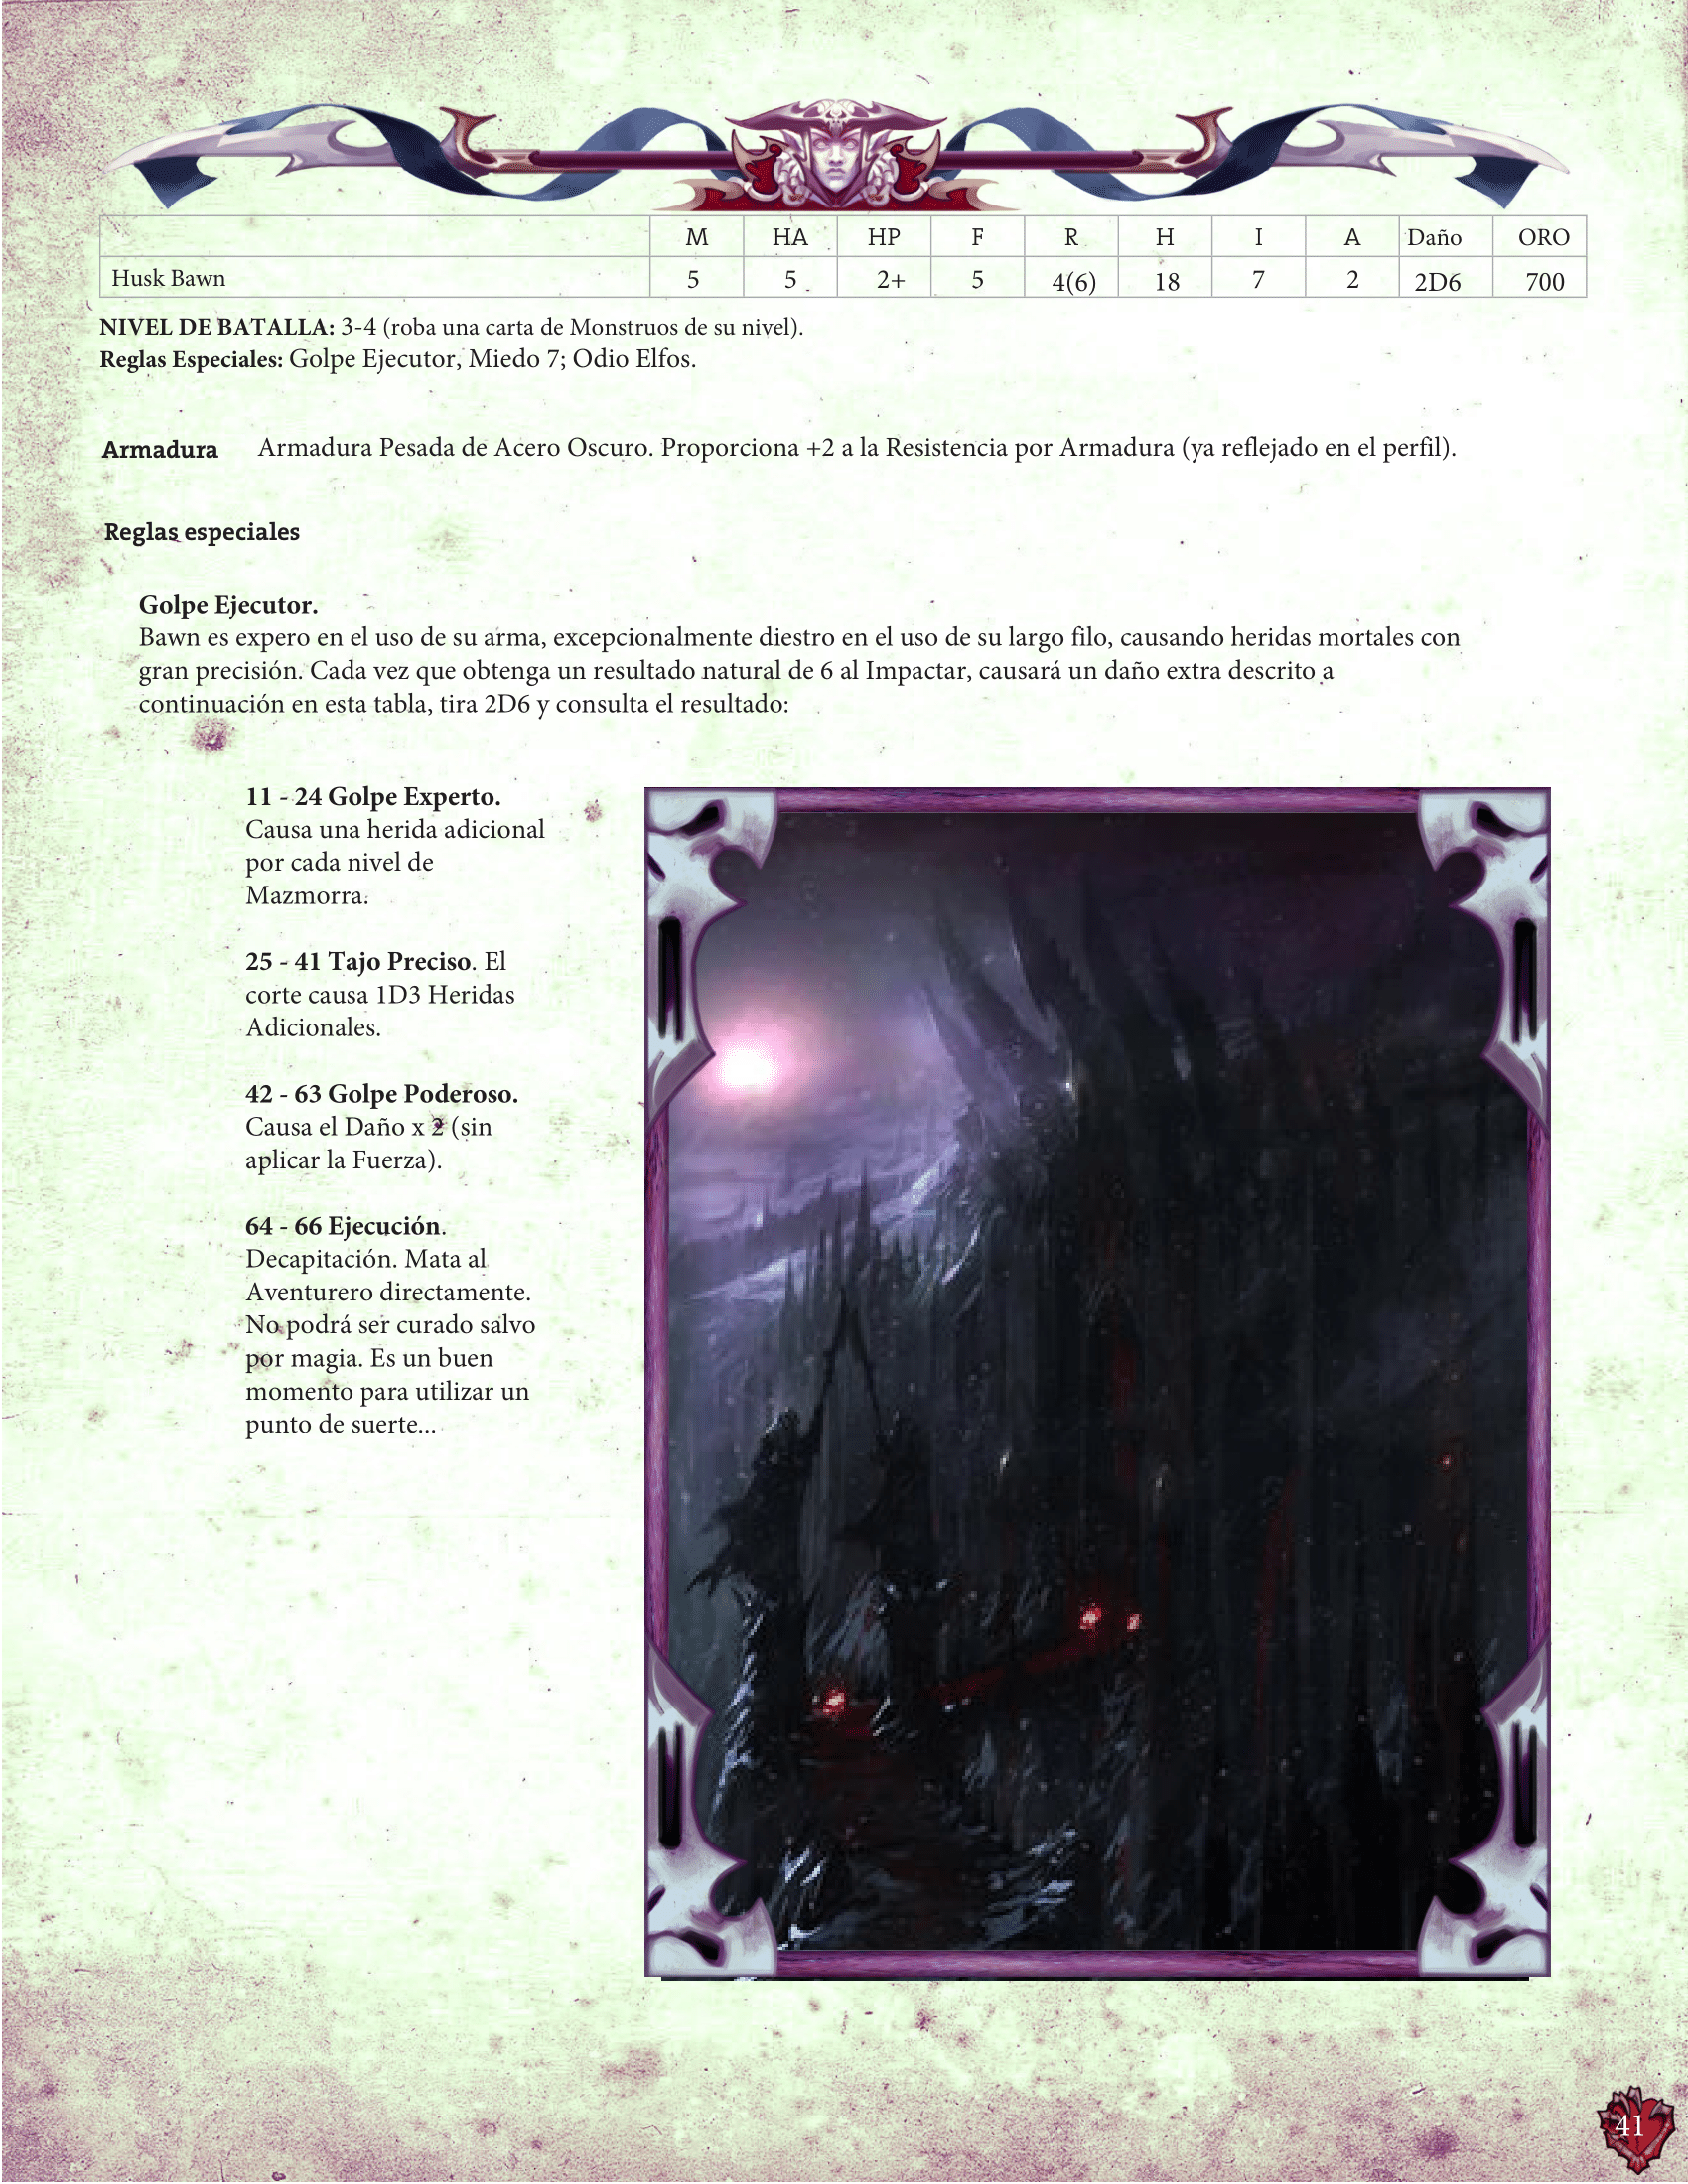 M HA HP F R H I A Daño ORO
Husk Bawn 5 5 2+ 5 4(6) 18 7 2 2D6 700
NIVEL DE BATALLA: 3-4 (roba una carta de Monstruos de su nivel).
Reglas Especiales: Golpe Ejecutor, Miedo 7; Odio Elfos.
Armadura Armadura Pesada de Acero Oscuro. Proporciona +2 a la Resistencia por Armadura (ya reflejado en el perfil).
Reglas especiales
Golpe Ejecutor.
Bawn es expero en el uso de su arma, excepcionalmente diestro en el uso de su largo filo, causando heridas mortales con
gran precisión. Cada vez que obtenga un resultado natural de 6 al Impactar, causará un daño extra descrito a
continuación en esta tabla, tira 2D6 y consulta el resultado:
11 - 24 Golpe Experto.
Causa una herida adicional
por cada nivel de
Mazmorra.
25 - 41 Tajo Preciso. El
corte causa 1D3 Heridas
Adicionales.
42 - 63 Golpe Poderoso.
Causa el Daño x 2 (sin
aplicar la Fuerza).
64 - 66 Ejecución.
Decapitación. Mata al
Aventurero directamente.
No podrá ser curado salvo
por magia. Es un buen
momento para utilizar un
punto de suerte...
41